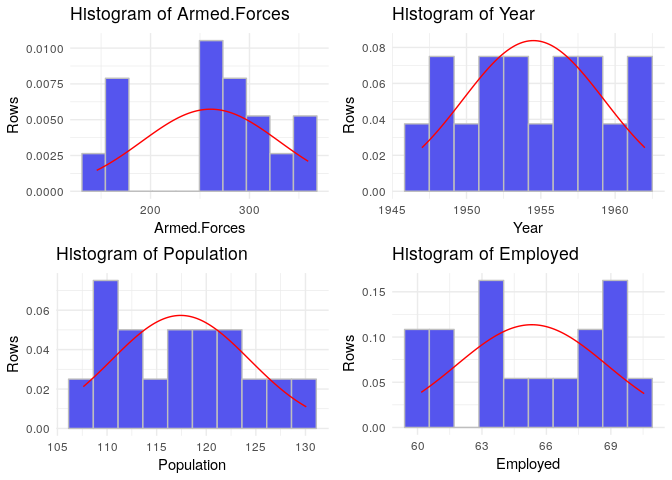 Histogram of Armed.Forces
Rows
0.0100
0.0075
0.0050
0.0025
0.0000
200 300
Armed.Forces
Histogram of Year
Rows
0.08
0.06
0.04
0.02
0.00
1945 1950 1955 1960
Year
Histogram of Population
Rows
0.06
0.04
0.02
0.00
105 110 115 120 125 130
Population
Histogram of Employed
Rows
0.15
0.10
0.05
0.00
60 63 66 69
Employed